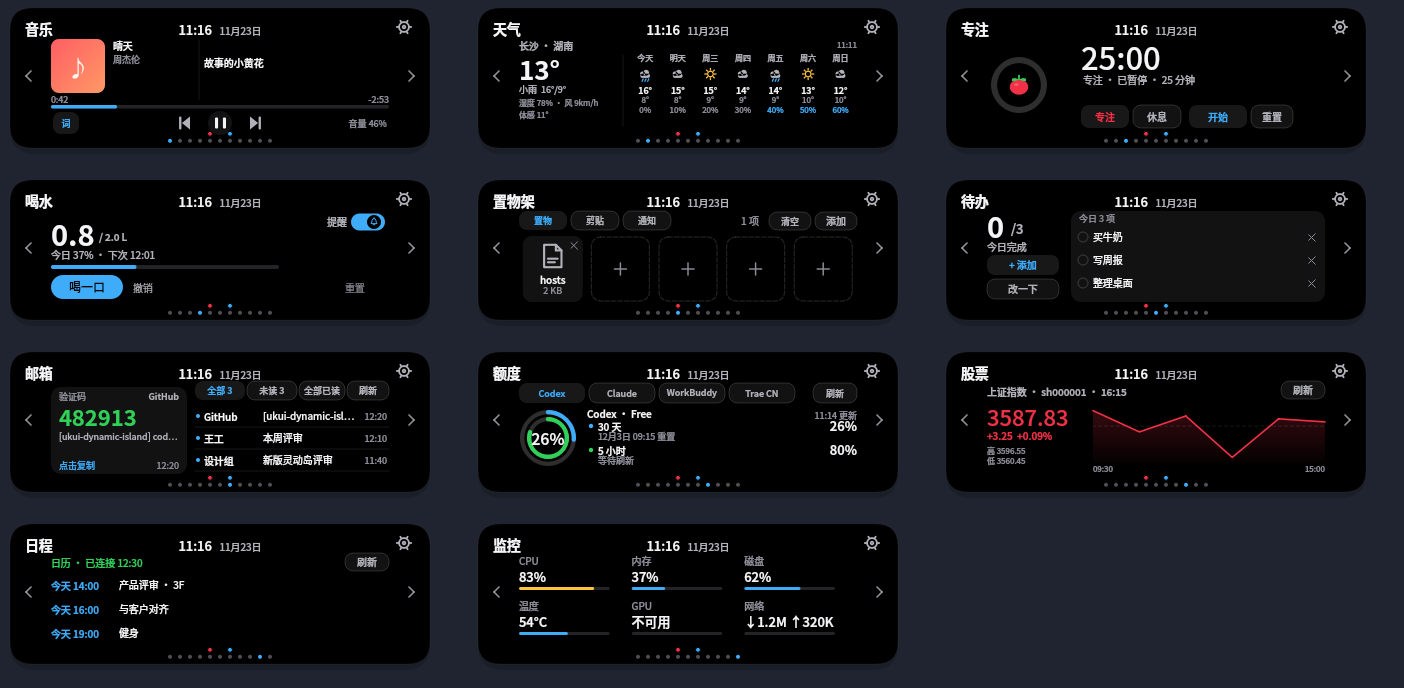 音乐
11:16 11月23日
晴天
周杰伦
故事的小黄花
0:42
-2:53
词
音量 46%
天气
11:16 11月23日
长沙 · 湖南
11:11
13°
小雨 16°/9°
湿度 78% · 风 9km/h
体感 11°
今天 明天 周三 周四 周五 周六 周日
16° 15° 15° 14° 14° 13° 12°
8° 8° 9° 9° 9° 10° 10°
0% 10% 20% 30% 40% 50% 60%
专注
11:16 11月23日
25:00
专注 · 已暂停 · 25 分钟
专注 休息 开始 重置
喝水
11:16 11月23日
提醒
0.8 / 2.0 L
今日 37% · 下次 12:01
喝一口 撤销 重置
置物架
11:16 11月23日
置物 剪贴 通知 1 项 清空 添加
hosts
2 KB
待办
11:16 11月23日
0 /3
今日完成
+ 添加
改一下
今日 3 项
买牛奶
写周报
整理桌面
邮箱
11:16 11月23日
验证码 GitHub
482913
[ukui-dynamic-island] cod...
点击复制 12:20
全部 3 未读 3 全部已读 刷新
GitHub [ukui-dynamic-isl... 12:20
王工 本周评审 12:10
设计组 新版灵动岛评审 11:40
额度
11:16 11月23日
Codex Claude WorkBuddy Trae CN 刷新
26%
Codex · Free 11:14 更新
30 天 26%
12月3日 09:15 重置
5 小时 80%
等待刷新
股票
11:16 11月23日
上证指数 · sh000001 · 16:15
刷新
3587.83
+3.25 +0.09%
高 3596.55
低 3560.45
09:30 15:00
日程
11:16 11月23日
日历 · 已连接 12:30
刷新
今天 14:00 产品评审 · 3F
今天 16:00 与客户对齐
今天 19:00 健身
监控
11:16 11月23日
CPU 内存 磁盘
83% 37% 62%
温度 GPU 网络
54°C 不可用 ↓1.2M ↑320K